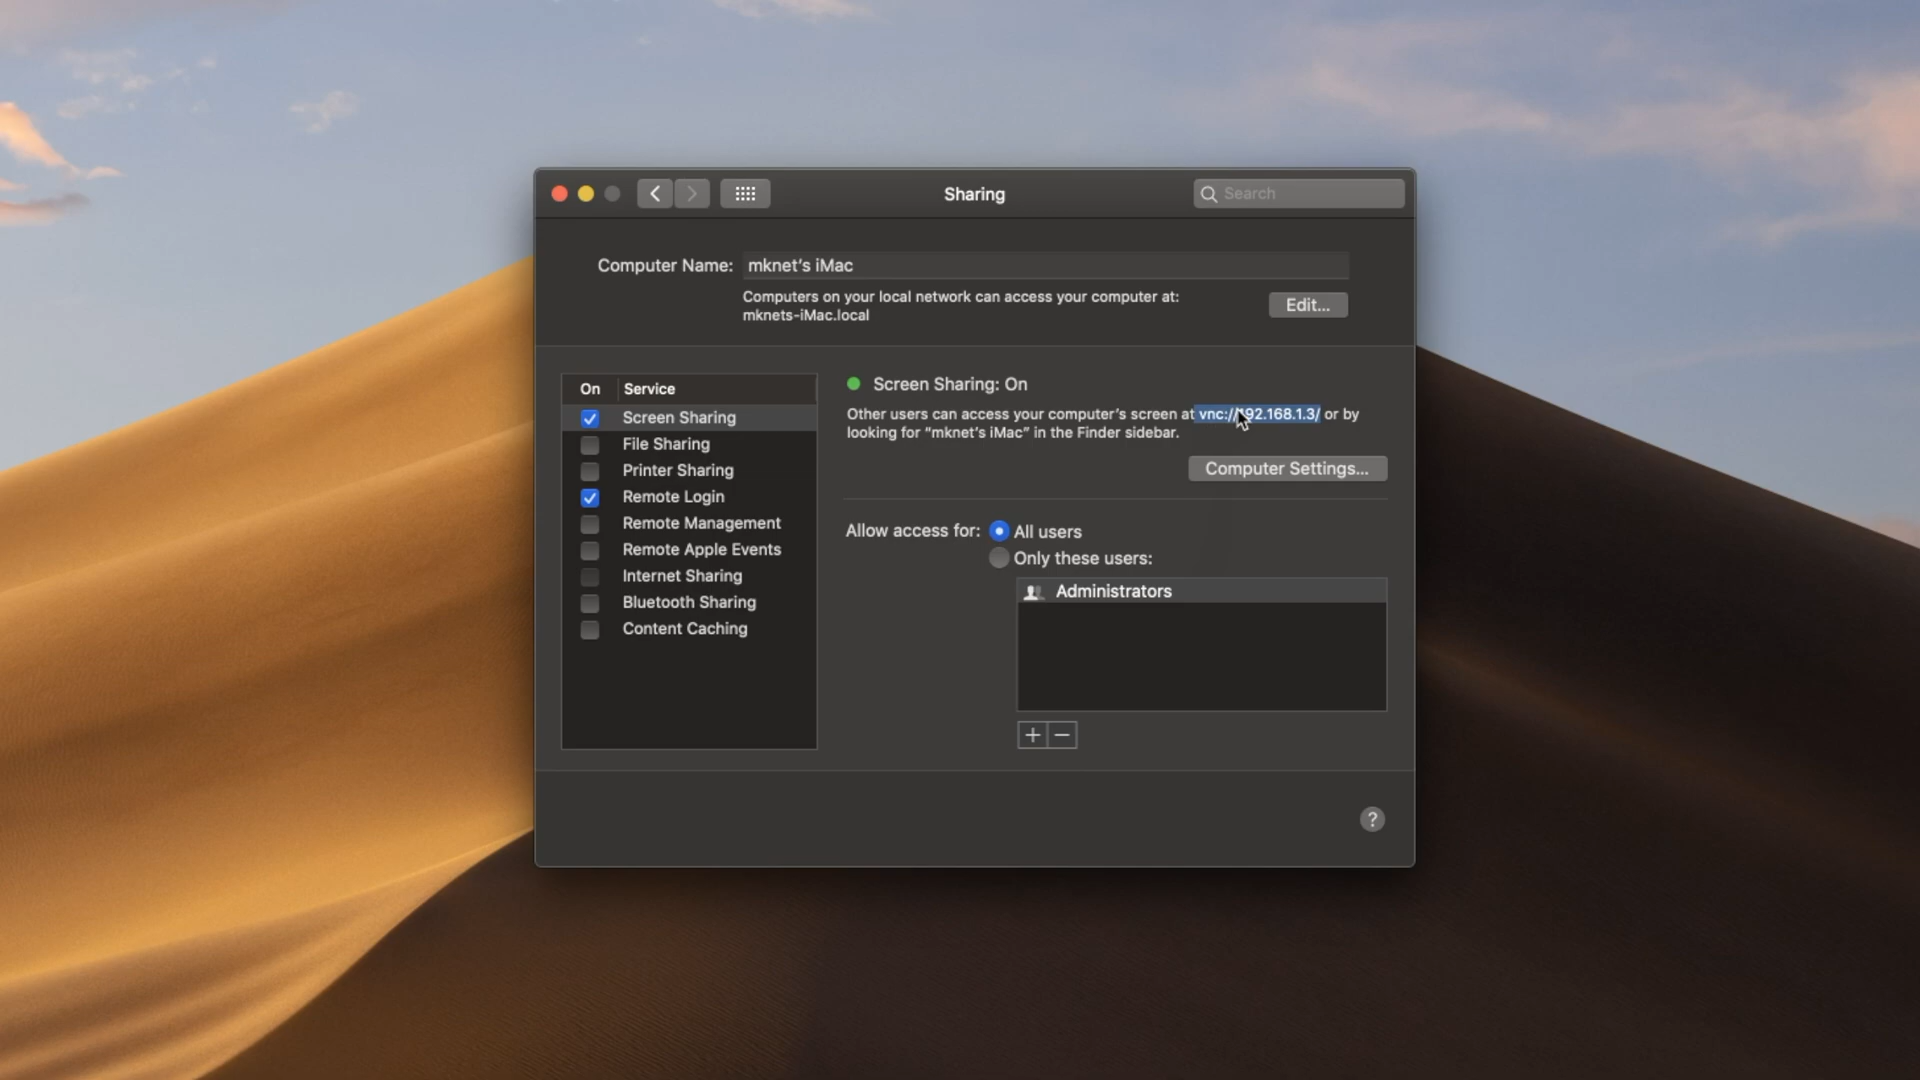 Sharing
Search
Computer Name: mknet's iMac
Computers on your local network can access your computer at:
mknets-iMac.local
Edit...
On Service
Screen Sharing
File Sharing
Printer Sharing
Remote Login
Remote Management
Remote Apple Events
Internet Sharing
Bluetooth Sharing
Content Caching
Screen Sharing: On
Other users can access your computer's screen at vnc://192.168.1.3/ or by
looking for “mknet's iMac” in the Finder sidebar.
Computer Settings...
Allow access for: All users
Only these users:
Administrators
+ −
?